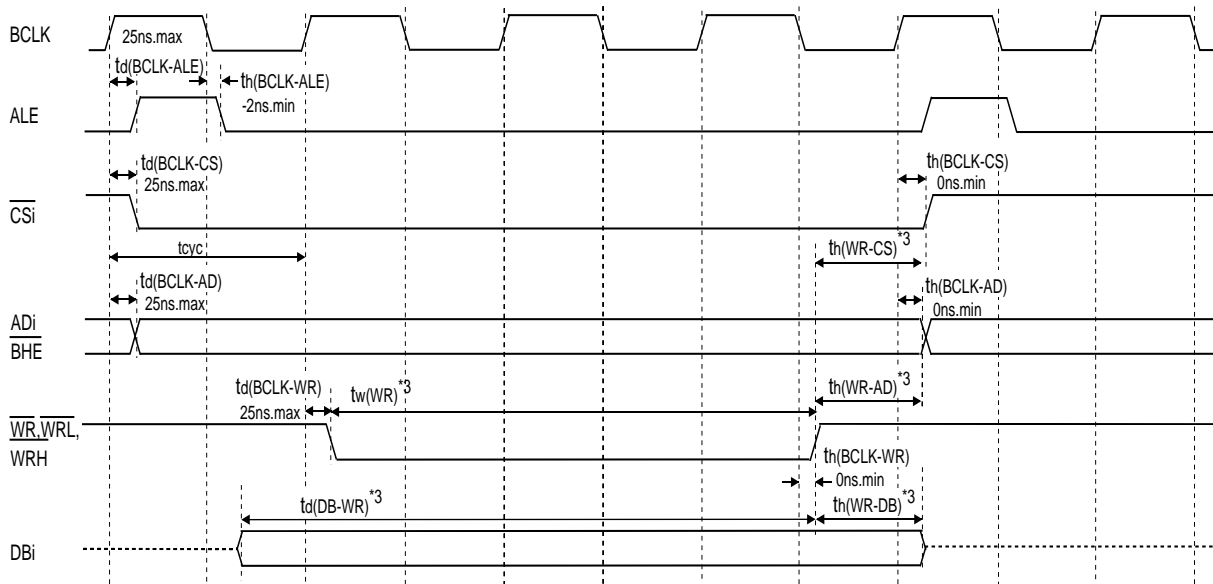 BCLK
25ns.max
td(BCLK-ALE)
th(BCLK-ALE)
-2ns.min
ALE
td(BCLK-CS)
25ns.max
th(BCLK-CS)
0ns.min
CSi
tcyc
th(WR-CS)*3
td(BCLK-AD)
25ns.max
th(BCLK-AD)
0ns.min
ADi
BHE
td(BCLK-WR)
25ns.max
tw(WR)*3
th(WR-AD)*3
WR,WRL,
WRH
th(BCLK-WR)
0ns.min
td(DB-WR)*3
th(WR-DB)*3
DBi